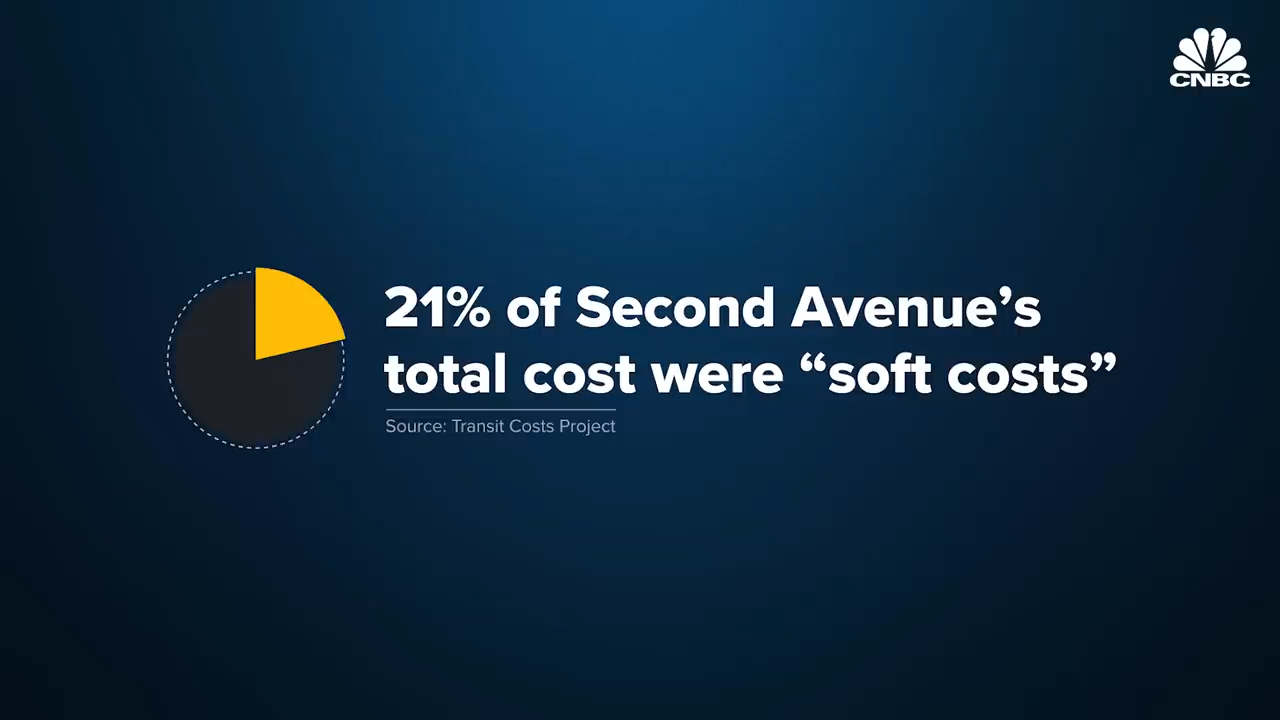 CNBC
21% of Second Avenue’s
total cost were “soft costs”
Source: Transit Costs Project